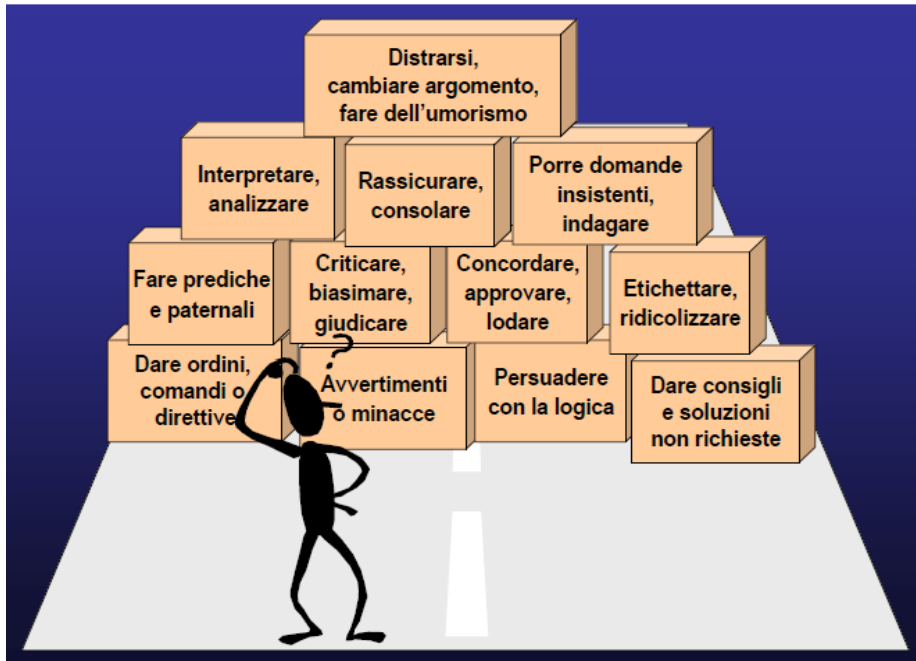 Distrarsi,
cambiare argomento,
fare dell'umorismo
Interpretare,
analizzare
Rassicurare,
consolare
Porre domande
insistenti,
indagare
Fare prediche
e paternali
Criticare,
biasimare,
giudicare
Concordare,
approvare,
lodare
Etichettare,
ridicolizzare
Dare ordini,
comandi o
direttive
?
Avvertimenti
o minacce
Persuadere
con la logica
Dare consigli
e soluzioni
non richieste